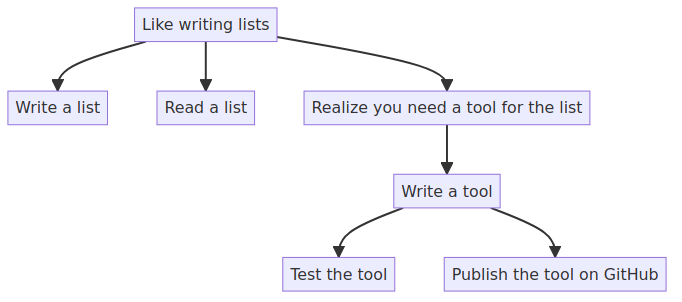 Like writing lists
Write a list
Read a list
Realize you need a tool for the list
Write a tool
Test the tool
Publish the tool on GitHub